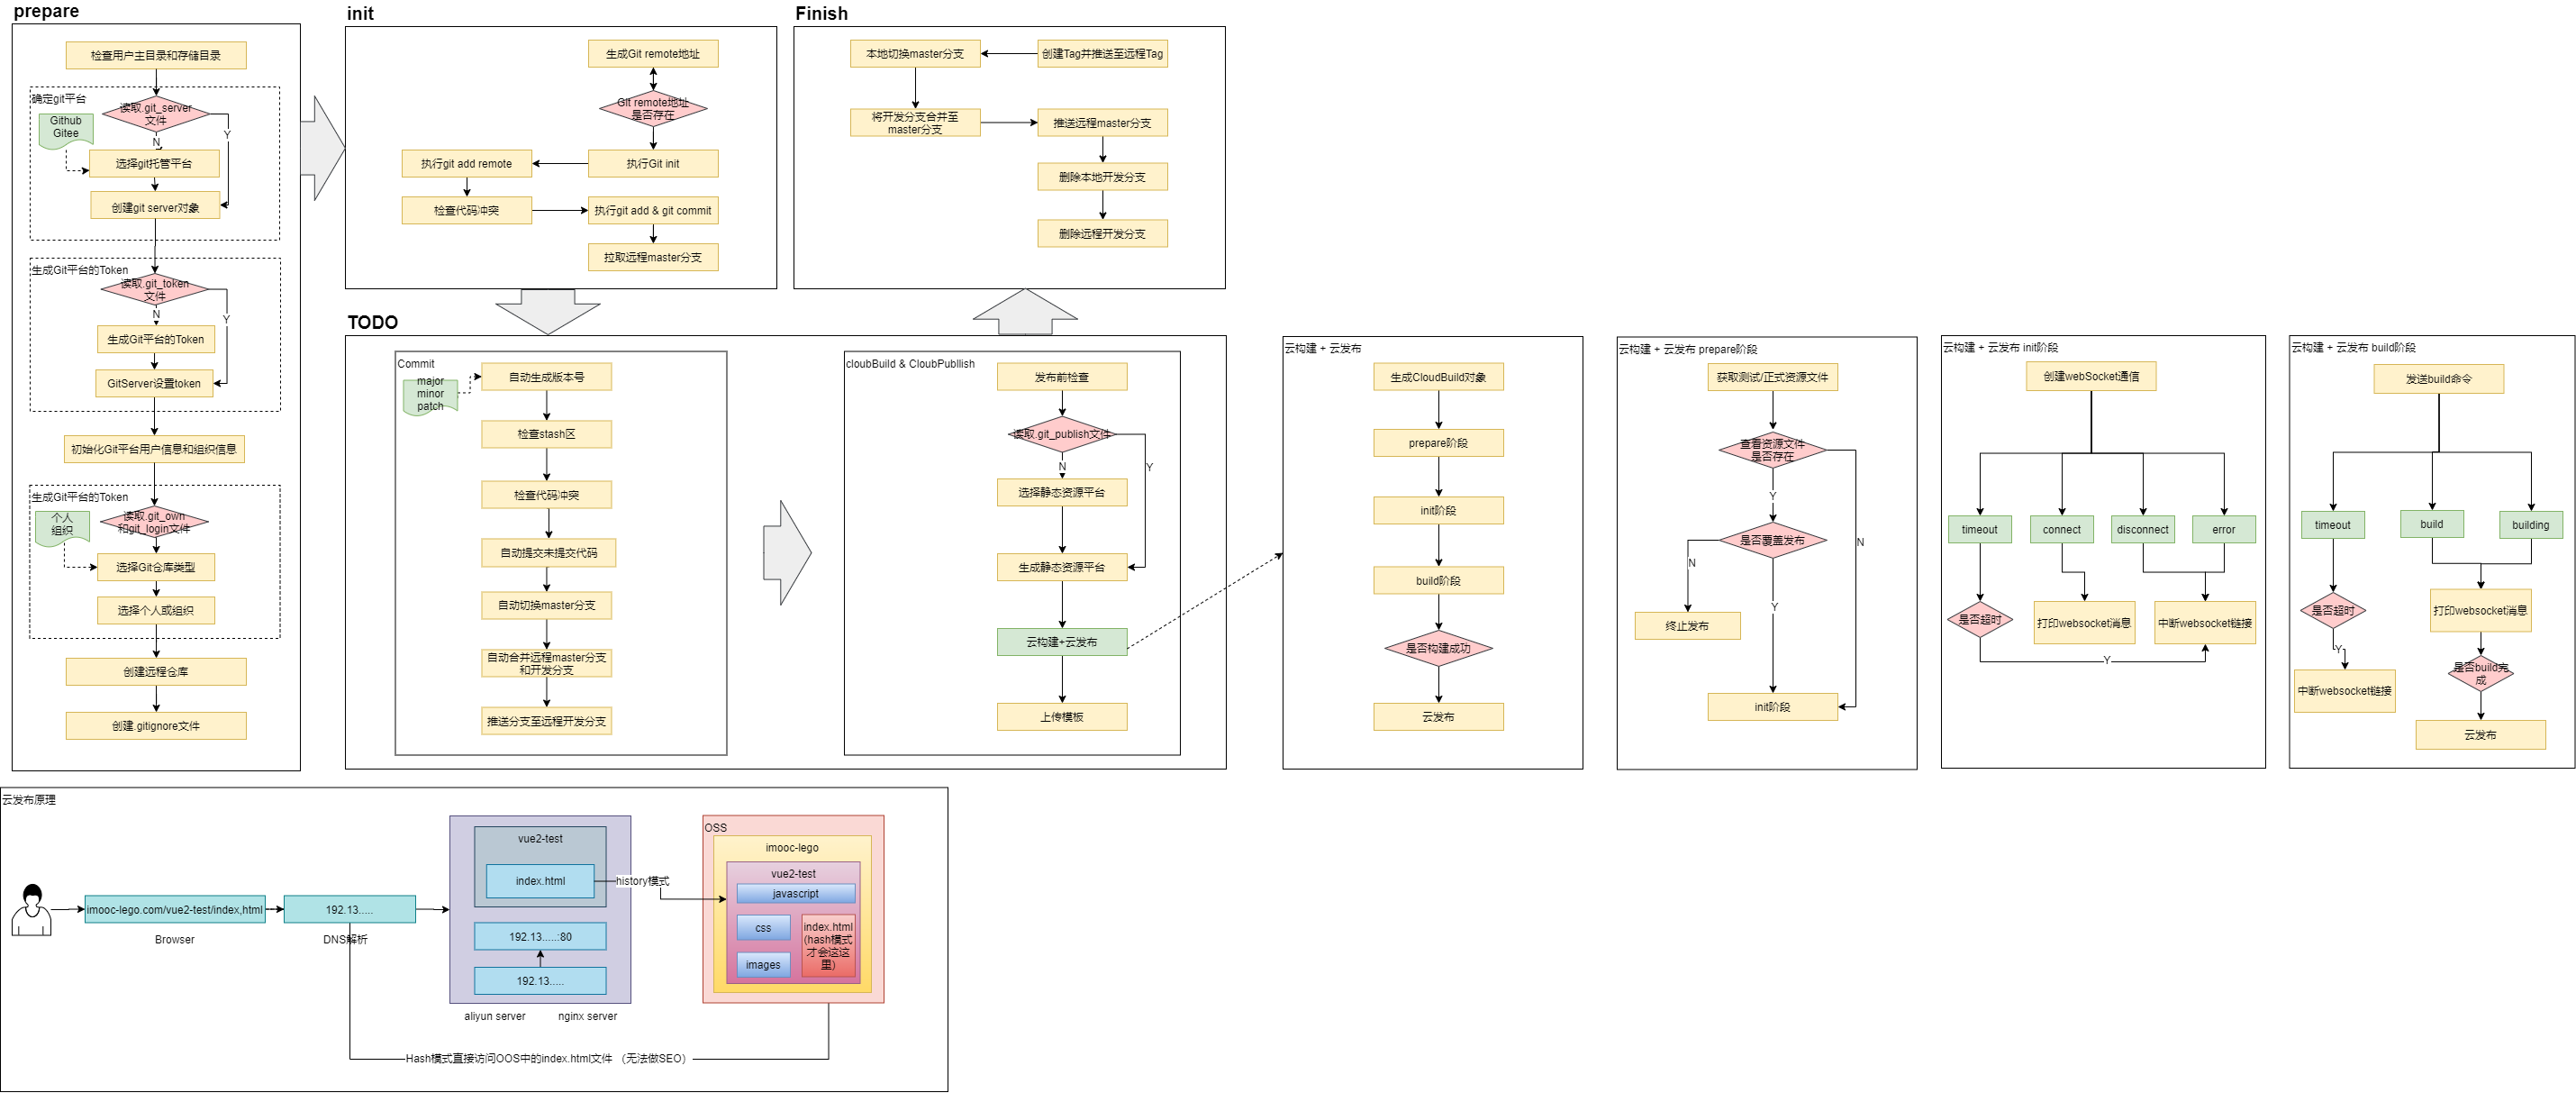 prepare
检查用户主目录和存储目录
确定git平台
读取.git_server
文件
Github
Gitee
Y
N
选择git托管平台
创建git server对象
生成Git平台的Token
读取.git_token
文件
N
Y
生成Git平台的Token
GitServer设置token
初始化Git平台用户信息和组织信息
生成Git平台的Token
个人
组织
读取.git_own
和git_login文件
选择Git仓库类型
选择个人或组织
创建远程仓库
创建.gitignore文件
init
生成Git remote地址
Git remote地址
是否存在
执行git add remote
执行Git init
检查代码冲突
执行git add & git commit
拉取远程master分支
Finish
本地切换master分支
创建Tag并推送至远程Tag
将开发分支合并至
master分支
推送远程master分支
删除本地开发分支
删除远程开发分支
TODO
Commit
major
minor
patch
自动生成版本号
检查stash区
检查代码冲突
自动提交未提交代码
自动切换master分支
自动合并远程master分支
和开发分支
推送分支至远程开发分支
cloubBuild & CloubPubllish
发布前检查
读取.git_publish文件
N
Y
选择静态资源平台
生成静态资源平台
云构建+云发布
上传模板
云构建 + 云发布
生成CloudBuild对象
prepare阶段
init阶段
build阶段
是否构建成功
云发布
云构建 + 云发布 prepare阶段
获取测试/正式资源文件
查看资源文件
是否存在
Y
是否覆盖发布
N
N
Y
终止发布
init阶段
云构建 + 云发布 init阶段
创建webSocket通信
timeout
connect
disconnect
error
是否超时
打印websocket消息
中断websocket链接
Y
云构建 + 云发布 build阶段
发送build命令
timeout
build
building
是否超时
打印websocket消息
Y
是否build完
成
中断websocket链接
云发布
云发布原理
imooc-lego.com/vue2-test/index,html
Browser
192.13.....
DNS解析
vue2-test
index.html
192.13.....:80
192.13.....
aliyun server
nginx server
history模式
OSS
imooc-lego
vue2-test
javascript
css
images
index.html
(hash模式
才会这这
里)
Hash模式直接访问OOS中的index.html文件 （无法做SEO）